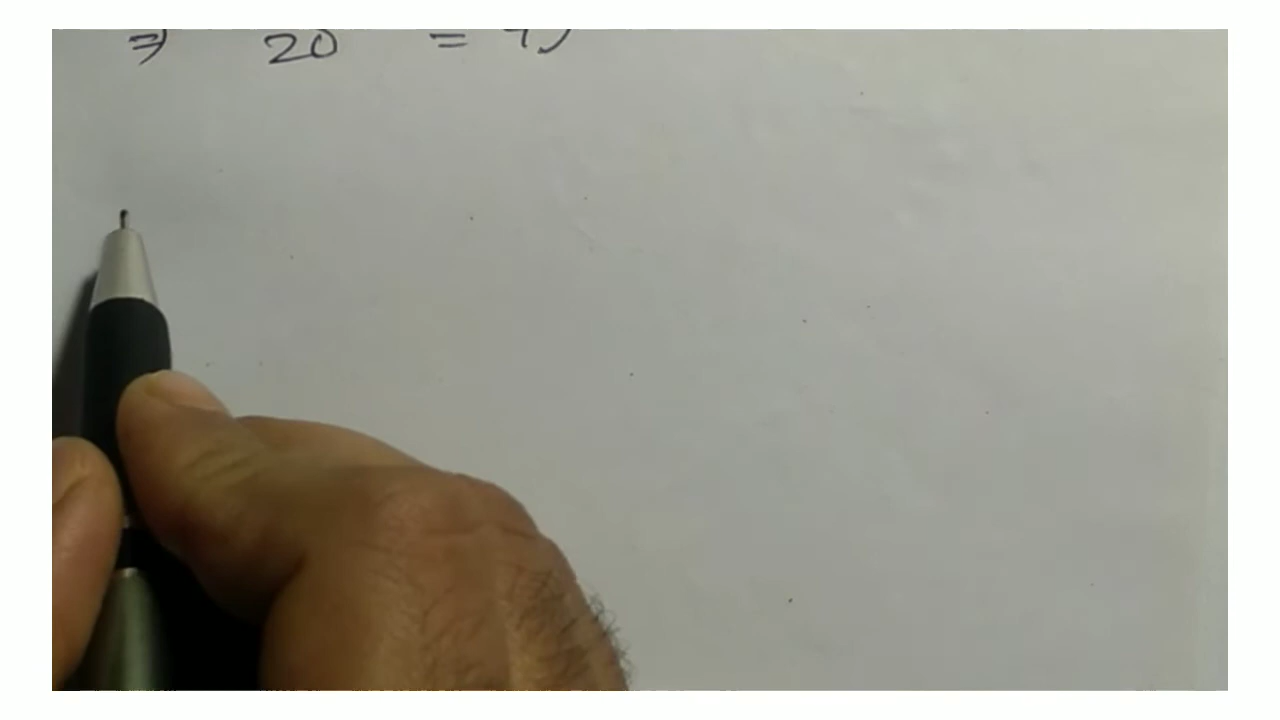 ⇒ 20 =